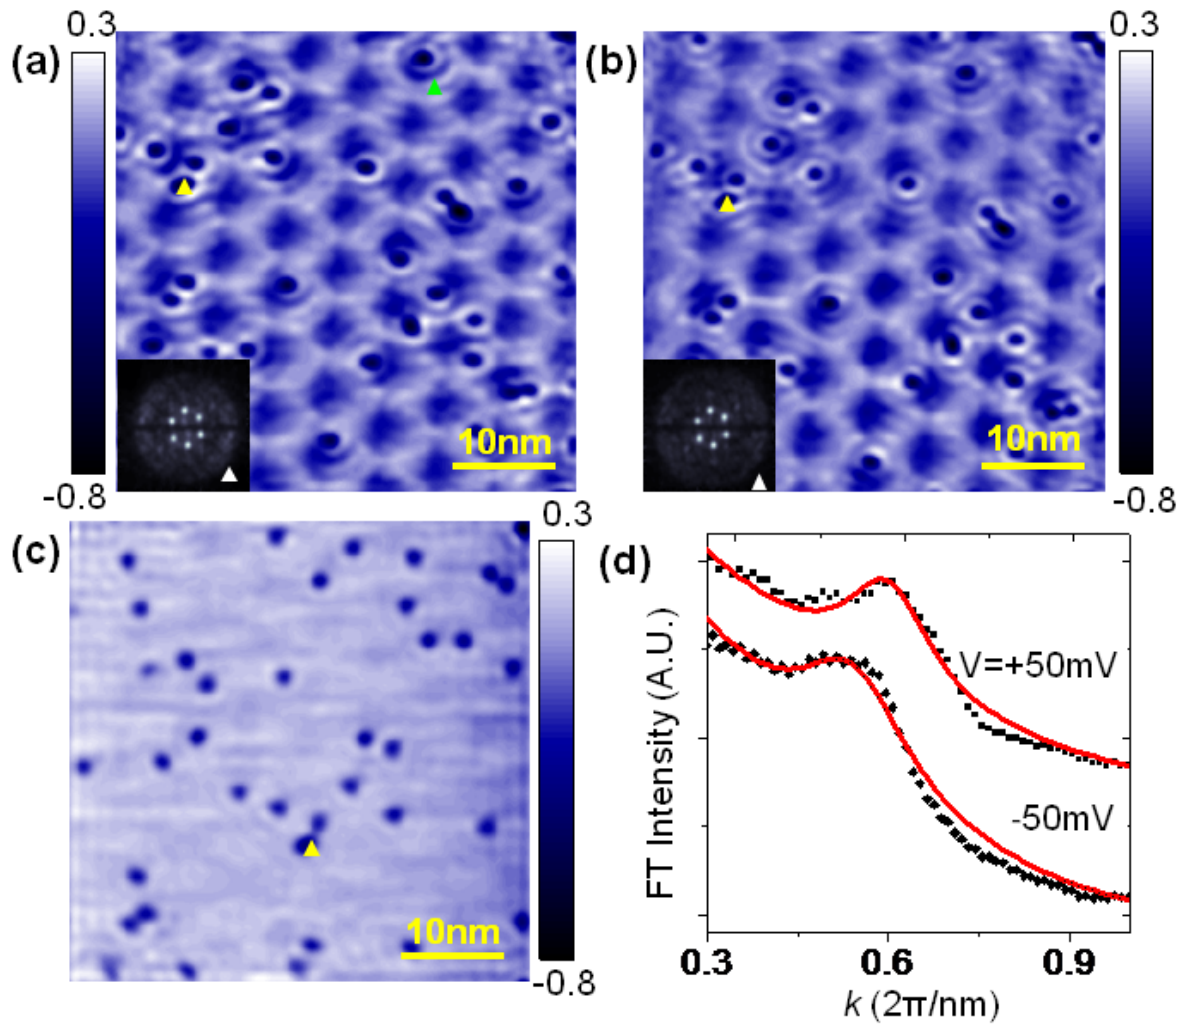 0.3
(a)
-0.8
10nm
0.3
(b)
-0.8
10nm
(c)
0.3
-0.8
10nm
(d)
FT Intensity (A.U.)
V=+50mV
-50mV
0.3 0.6 0.9
k (2π/nm)